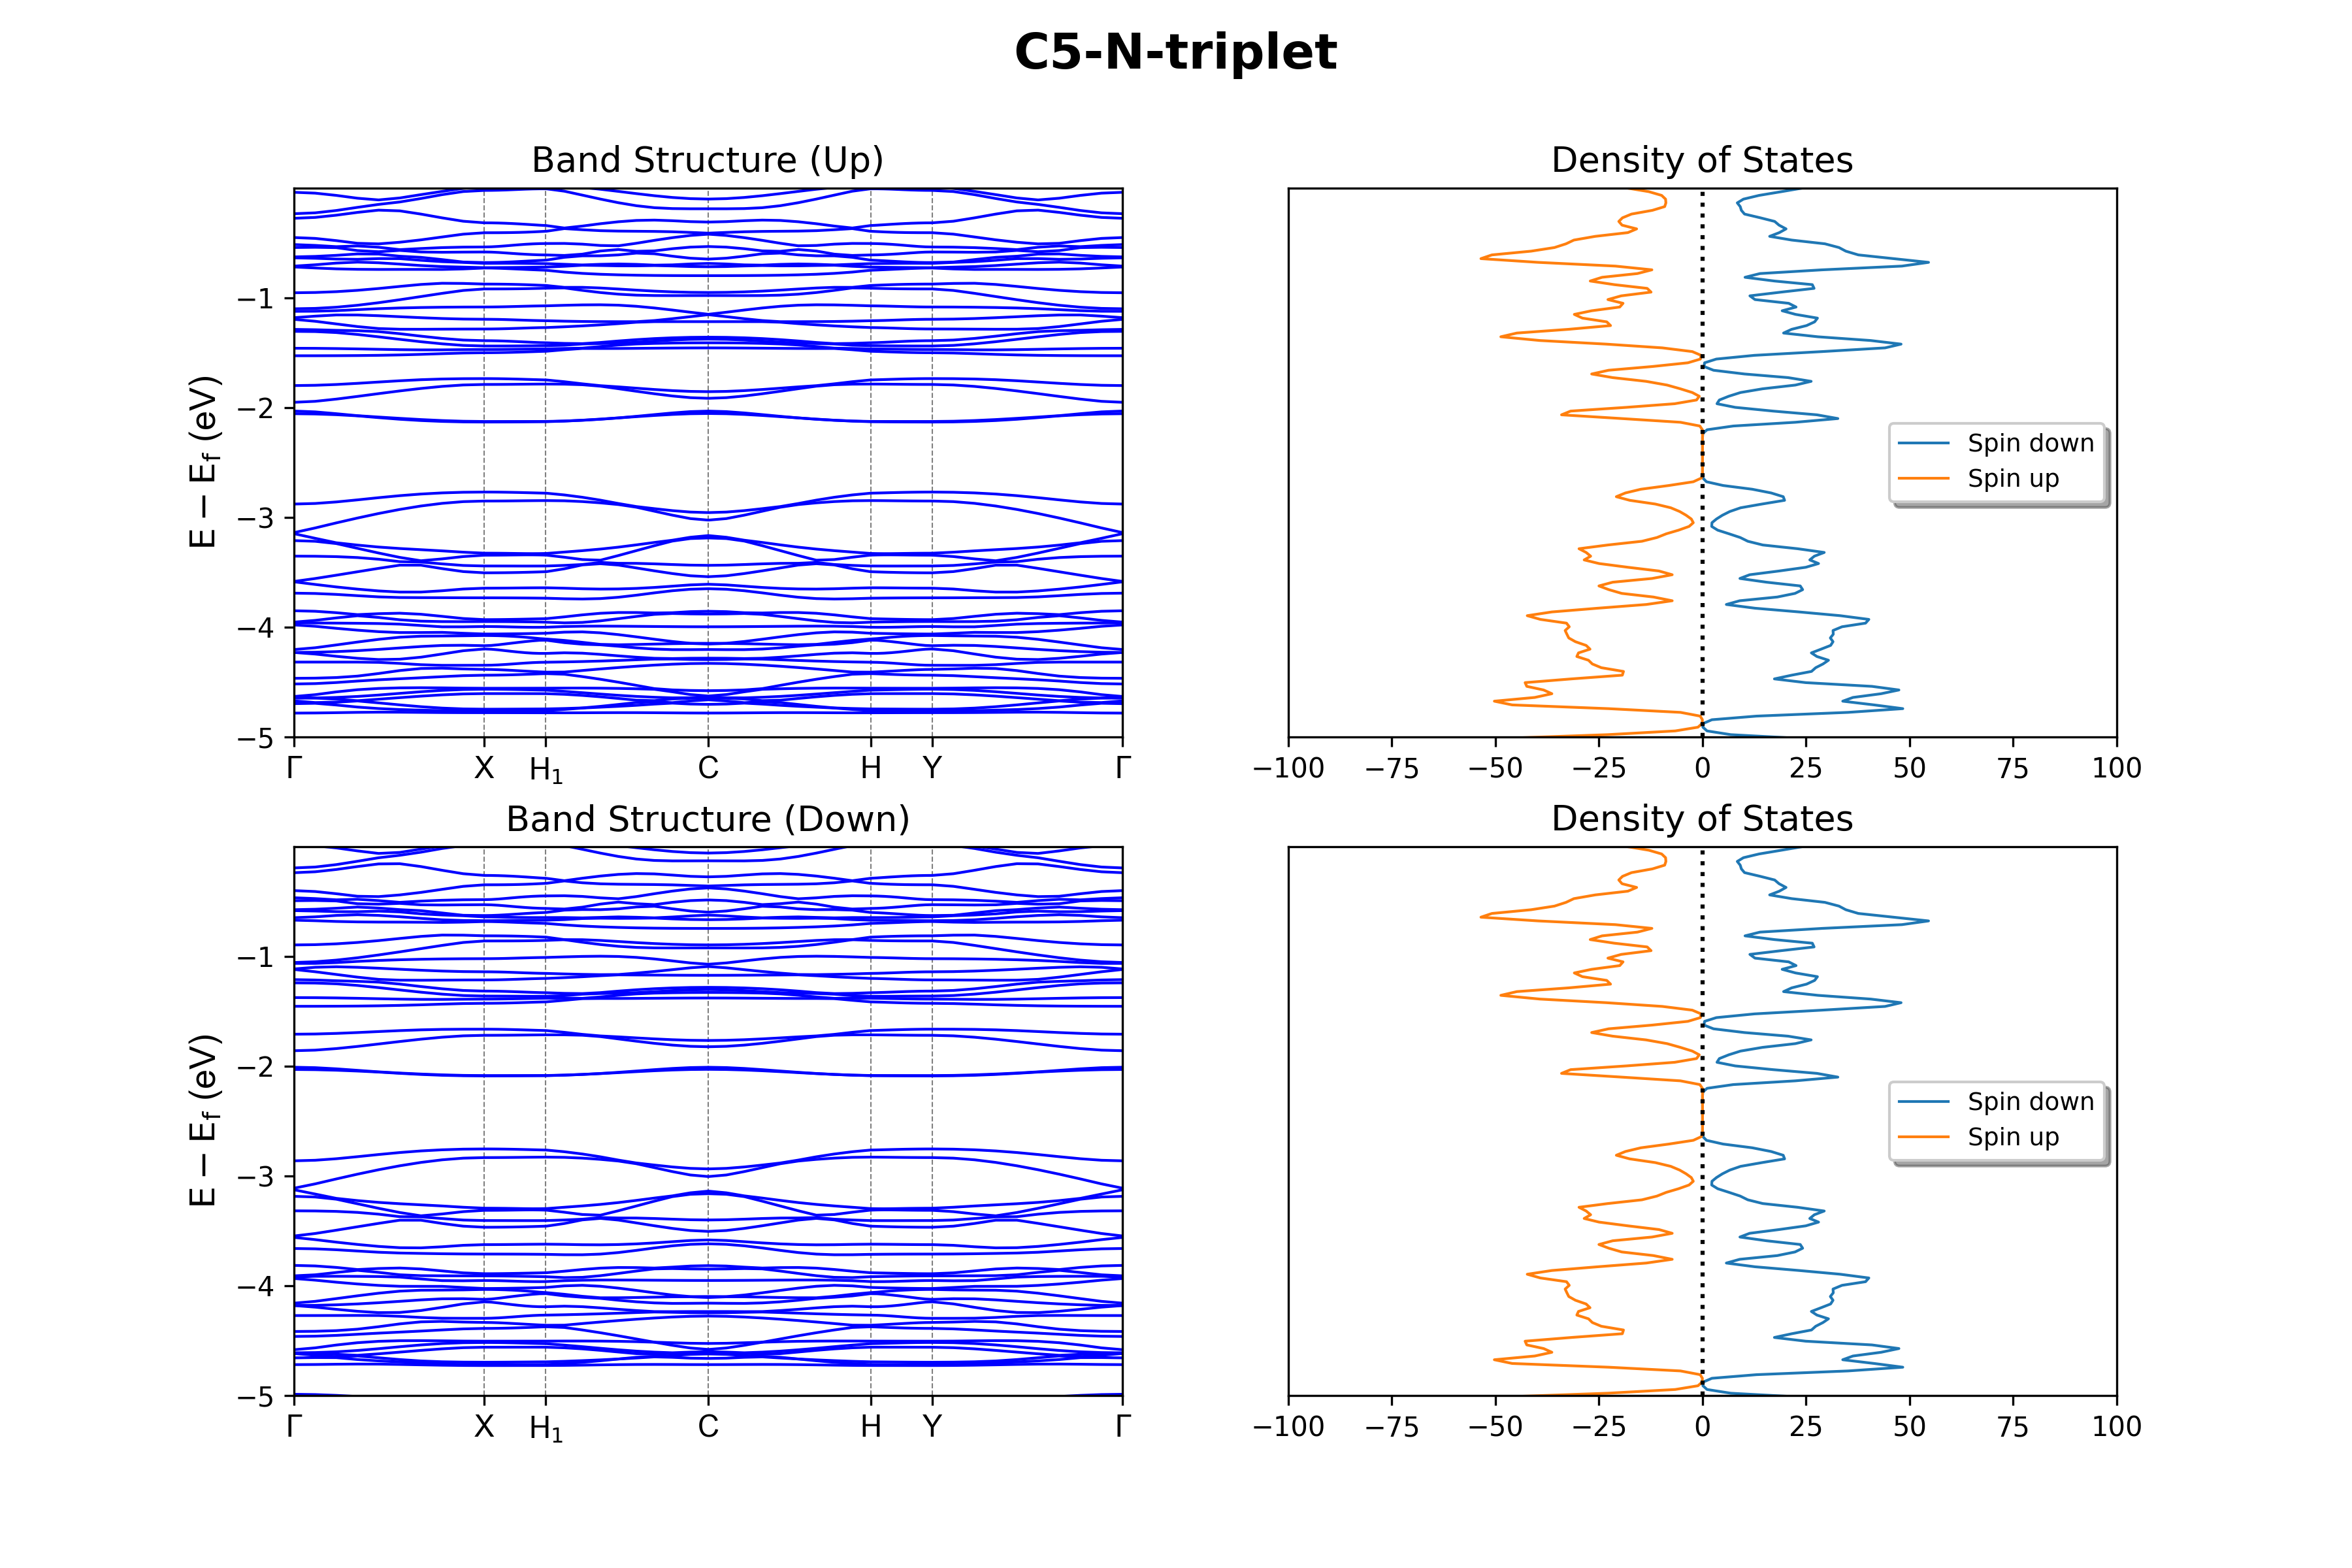 C5-N-triplet
Band Structure (Up)
E − E_f (eV)
−1
−2
−3
−4
−5
Γ X H₁ C H Y Γ
Density of States
Spin down
Spin up
−100 −75 −50 −25 0 25 50 75 100
Band Structure (Down)
E − E_f (eV)
−1
−2
−3
−4
−5
Γ X H₁ C H Y Γ
Density of States
Spin down
Spin up
−100 −75 −50 −25 0 25 50 75 100